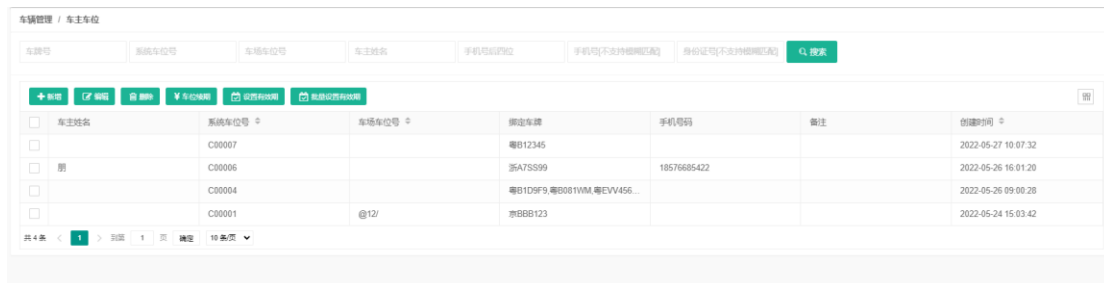 车辆管理 / 车主车位
车牌号 系统车位号 车场车位号 车主姓名 手机号后四位 手机号[不支持模糊匹配] 身份证号[不支持模糊匹配] 搜索
新增 编辑 删除 ¥ 车位续期 设置有效期 批量设置有效期
车主姓名 系统车位号 车场车位号 绑定车牌 手机号码 备注 创建时间
C00007 粤B12345 2022-05-27 10:07:32
朋 C00006 浙A7SS99 18576685422 2022-05-26 16:01:20
C00004 粤B1D9F9,粤B081WM,粤EVV456... 2022-05-26 09:00:28
C00001 @12/ 京BBB123 2022-05-24 15:03:42
共 4 条 < 1 > 到第 1 页 确定 10 条/页